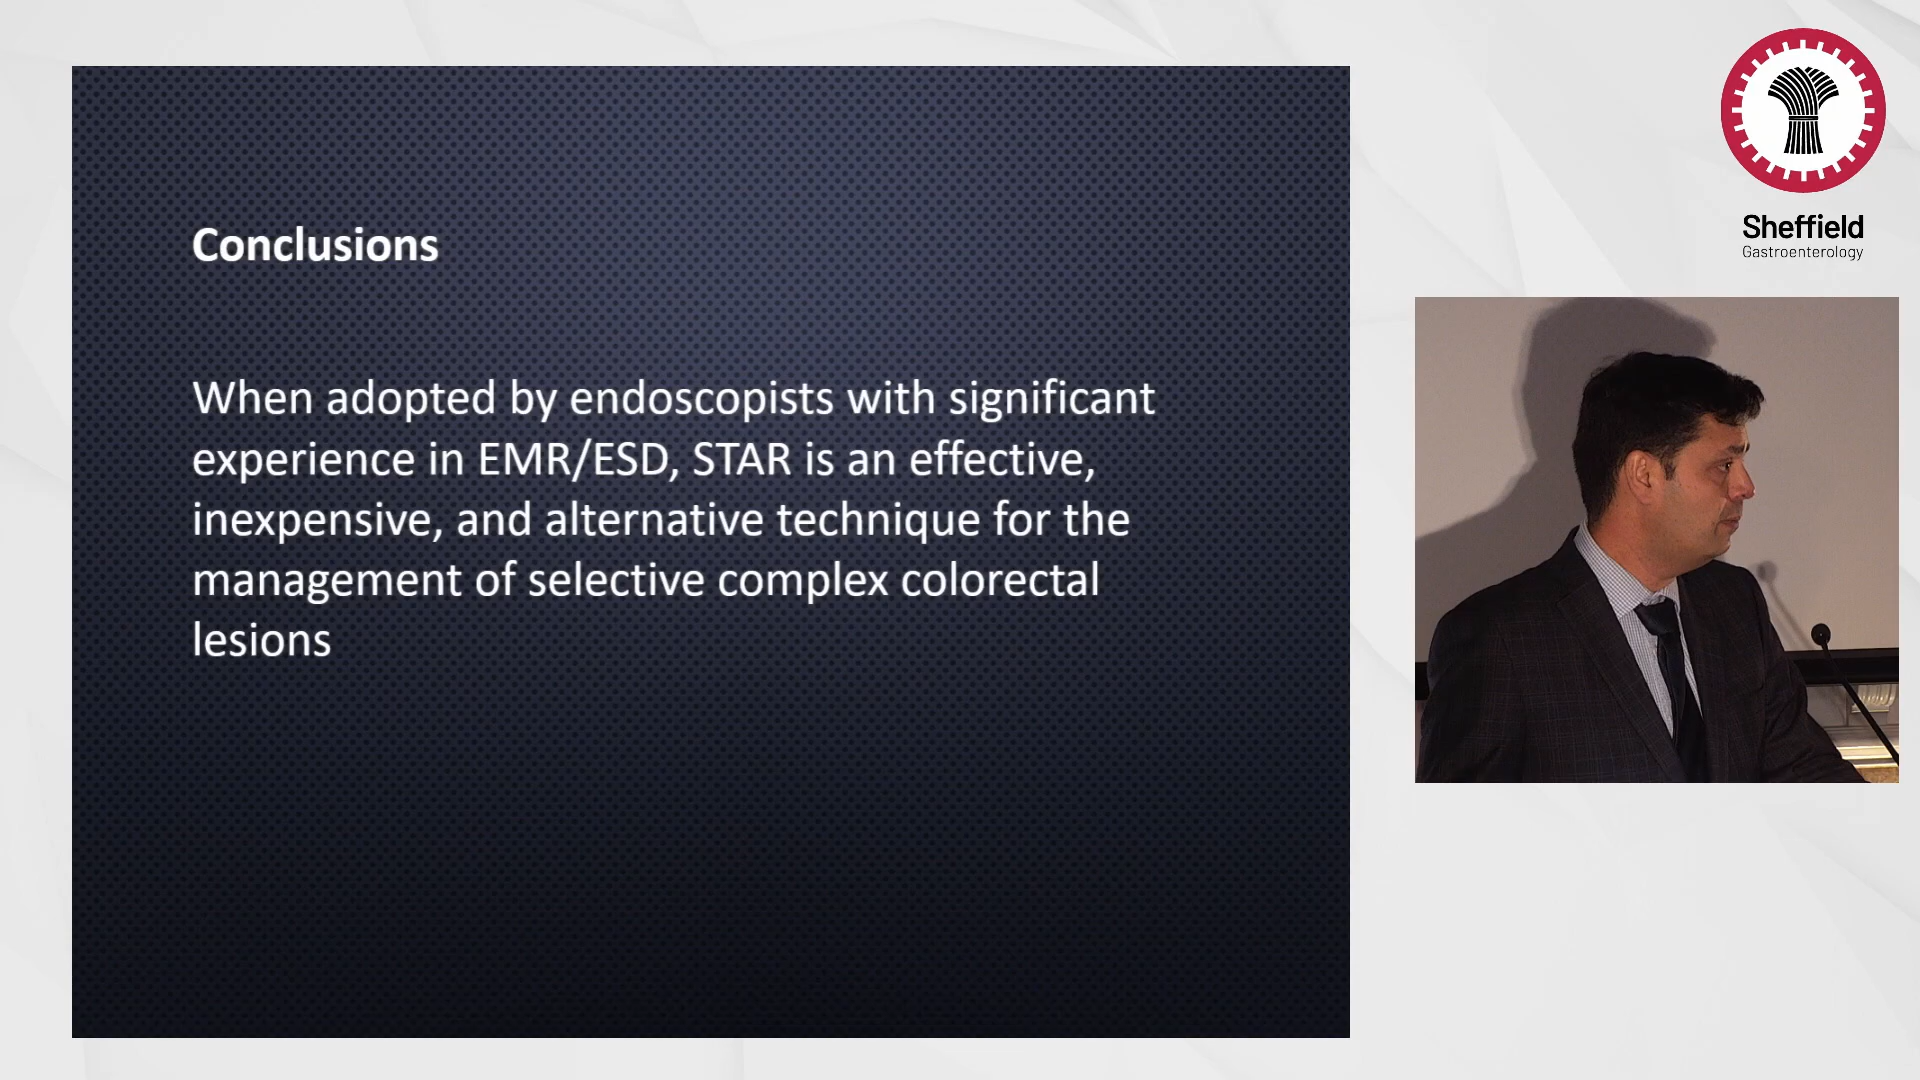 Conclusions
When adopted by endoscopists with significant
experience in EMR/ESD, STAR is an effective,
inexpensive, and alternative technique for the
management of selective complex colorectal
lesions
Sheffield
Gastroenterology